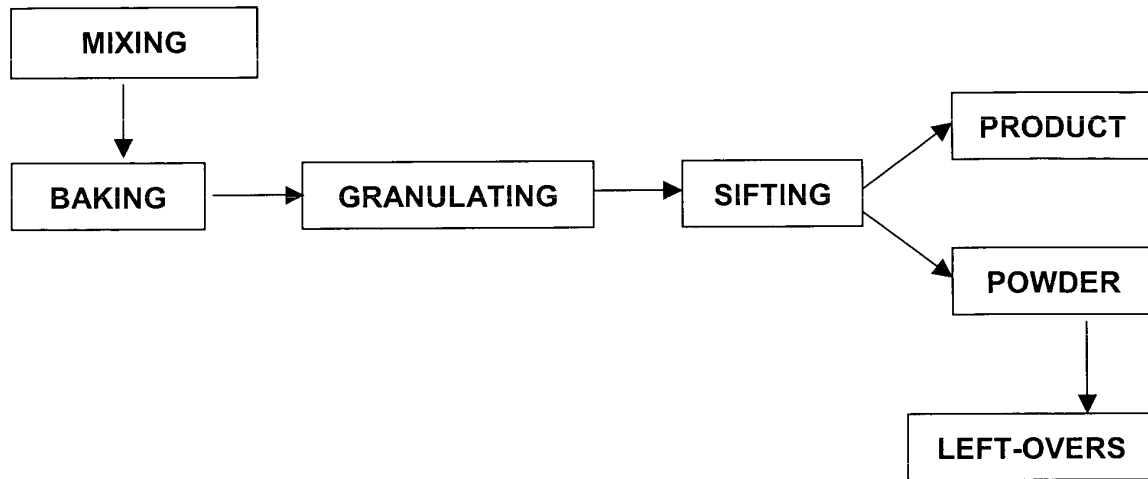 MIXING
BAKING
GRANULATING
SIFTING
PRODUCT
POWDER
LEFT-OVERS